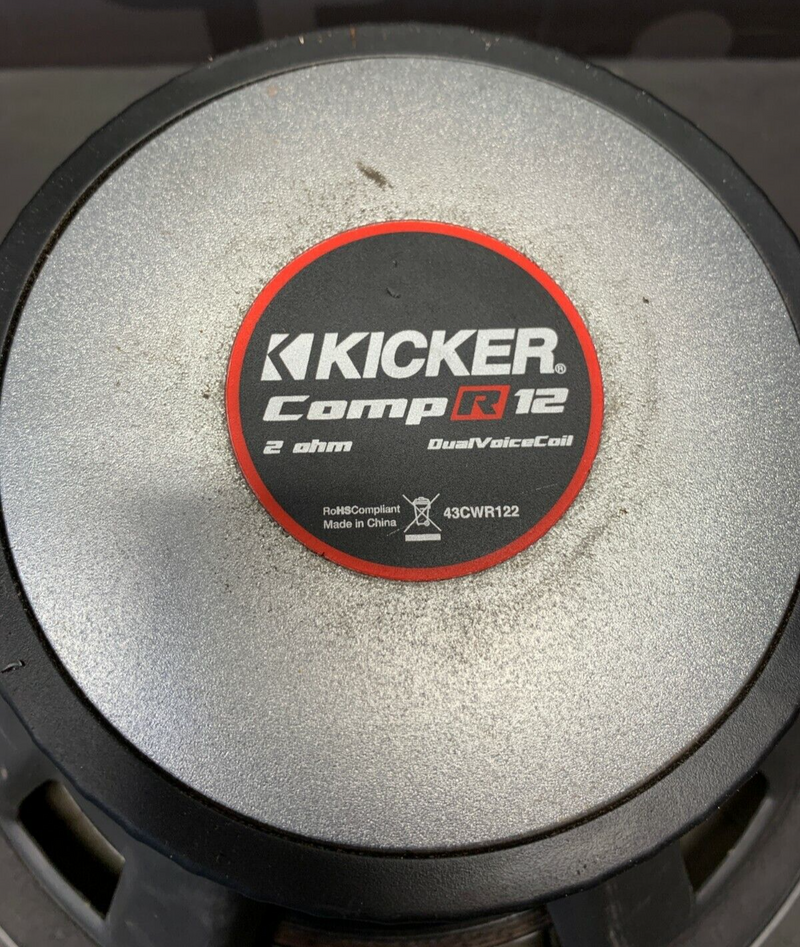 KICKER®
Comp R 12
2 ohm DualVoiceCoil
RoHSCompliant
Made in China
43CWR122